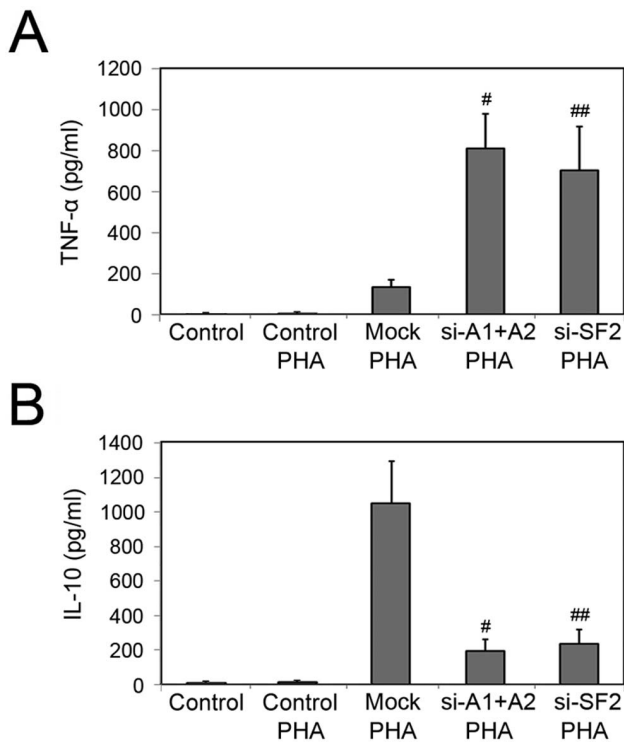 A
TNF-α (pg/ml)
1200
1000
800
600
400
200
0
#
##
Control
Control
PHA
Mock
PHA
si-A1+A2
PHA
si-SF2
PHA
B
IL-10 (pg/ml)
1400
1200
1000
800
600
400
200
0
#
##
Control
Control
PHA
Mock
PHA
si-A1+A2
PHA
si-SF2
PHA